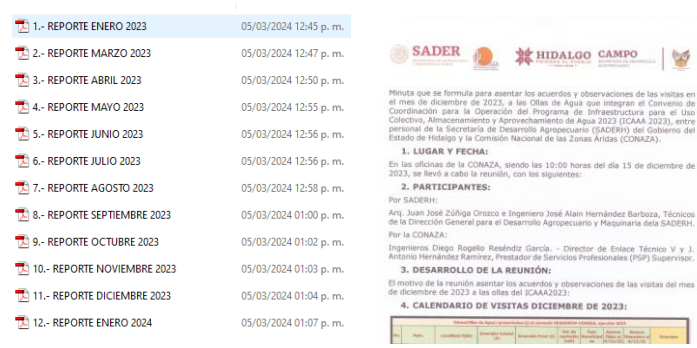 1.- REPORTE ENERO 2023 05/03/2024 12:45 p. m.
2.- REPORTE MARZO 2023 05/03/2024 12:47 p. m.
3.- REPORTE ABRIL 2023 05/03/2024 12:50 p. m.
4.- REPORTE MAYO 2023 05/03/2024 12:55 p. m.
5.- REPORTE JUNIO 2023 05/03/2024 12:56 p. m.
6.- REPORTE JULIO 2023 05/03/2024 12:56 p. m.
7.- REPORTE AGOSTO 2023 05/03/2024 12:58 p. m.
8.- REPORTE SEPTIEMBRE 2023 05/03/2024 01:00 p. m.
9.- REPORTE OCTUBRE 2023 05/03/2024 01:02 p. m.
10.- REPORTE NOVIEMBRE 2023 05/03/2024 01:03 p. m.
11.- REPORTE DICIEMBRE 2023 05/03/2024 01:04 p. m.
12.- REPORTE ENERO 2024 05/03/2024 01:07 p. m.
SADER HIDALGO CAMPO
Minuta que se formula para asentar los acuerdos y observaciones de las visitas en
el mes de diciembre de 2023, a las Ollas de Agua que integran el Convenio de
Coordinación para la Operación del Programa de Infraestructura para el Uso
Colectivo, Almacenamiento y Aprovechamiento de Agua 2023 (ICAAA 2023), entre
personal de la Secretaría de Desarrollo Agropecuario (SADERH) del Gobierno del
Estado de Hidalgo y la Comisión Nacional de las Zonas Áridas (CONAZA).
1. LUGAR Y FECHA:
En las oficinas de la CONAZA, siendo las 10:00 horas del día 15 de diciembre de
2023, se llevó a cabo la reunión, con los siguientes:
2. PARTICIPANTES:
Por SADERH:
Arq. Juan José Zúñiga Orozco e Ingeniero José Alain Hernández Barboza, Técnicos
de la Dirección General para el Desarrollo Agropecuario y Maquinaria dela SADERH.
Por la CONAZA:
Ingenieros Diego Rogelio Reséndiz García. - Director de Enlace Técnico V y J.
Antonio Hernández Ramírez, Prestador de Servicios Profesionales (PSP) Supervisor.
3. DESARROLLO DE LA REUNIÓN:
El motivo de la reunión asentar los acuerdos y observaciones de las visitas del mes
de diciembre de 2023 a las ollas del ICAAA2023:
4. CALENDARIO DE VISITAS DICIEMBRE DE 2023: